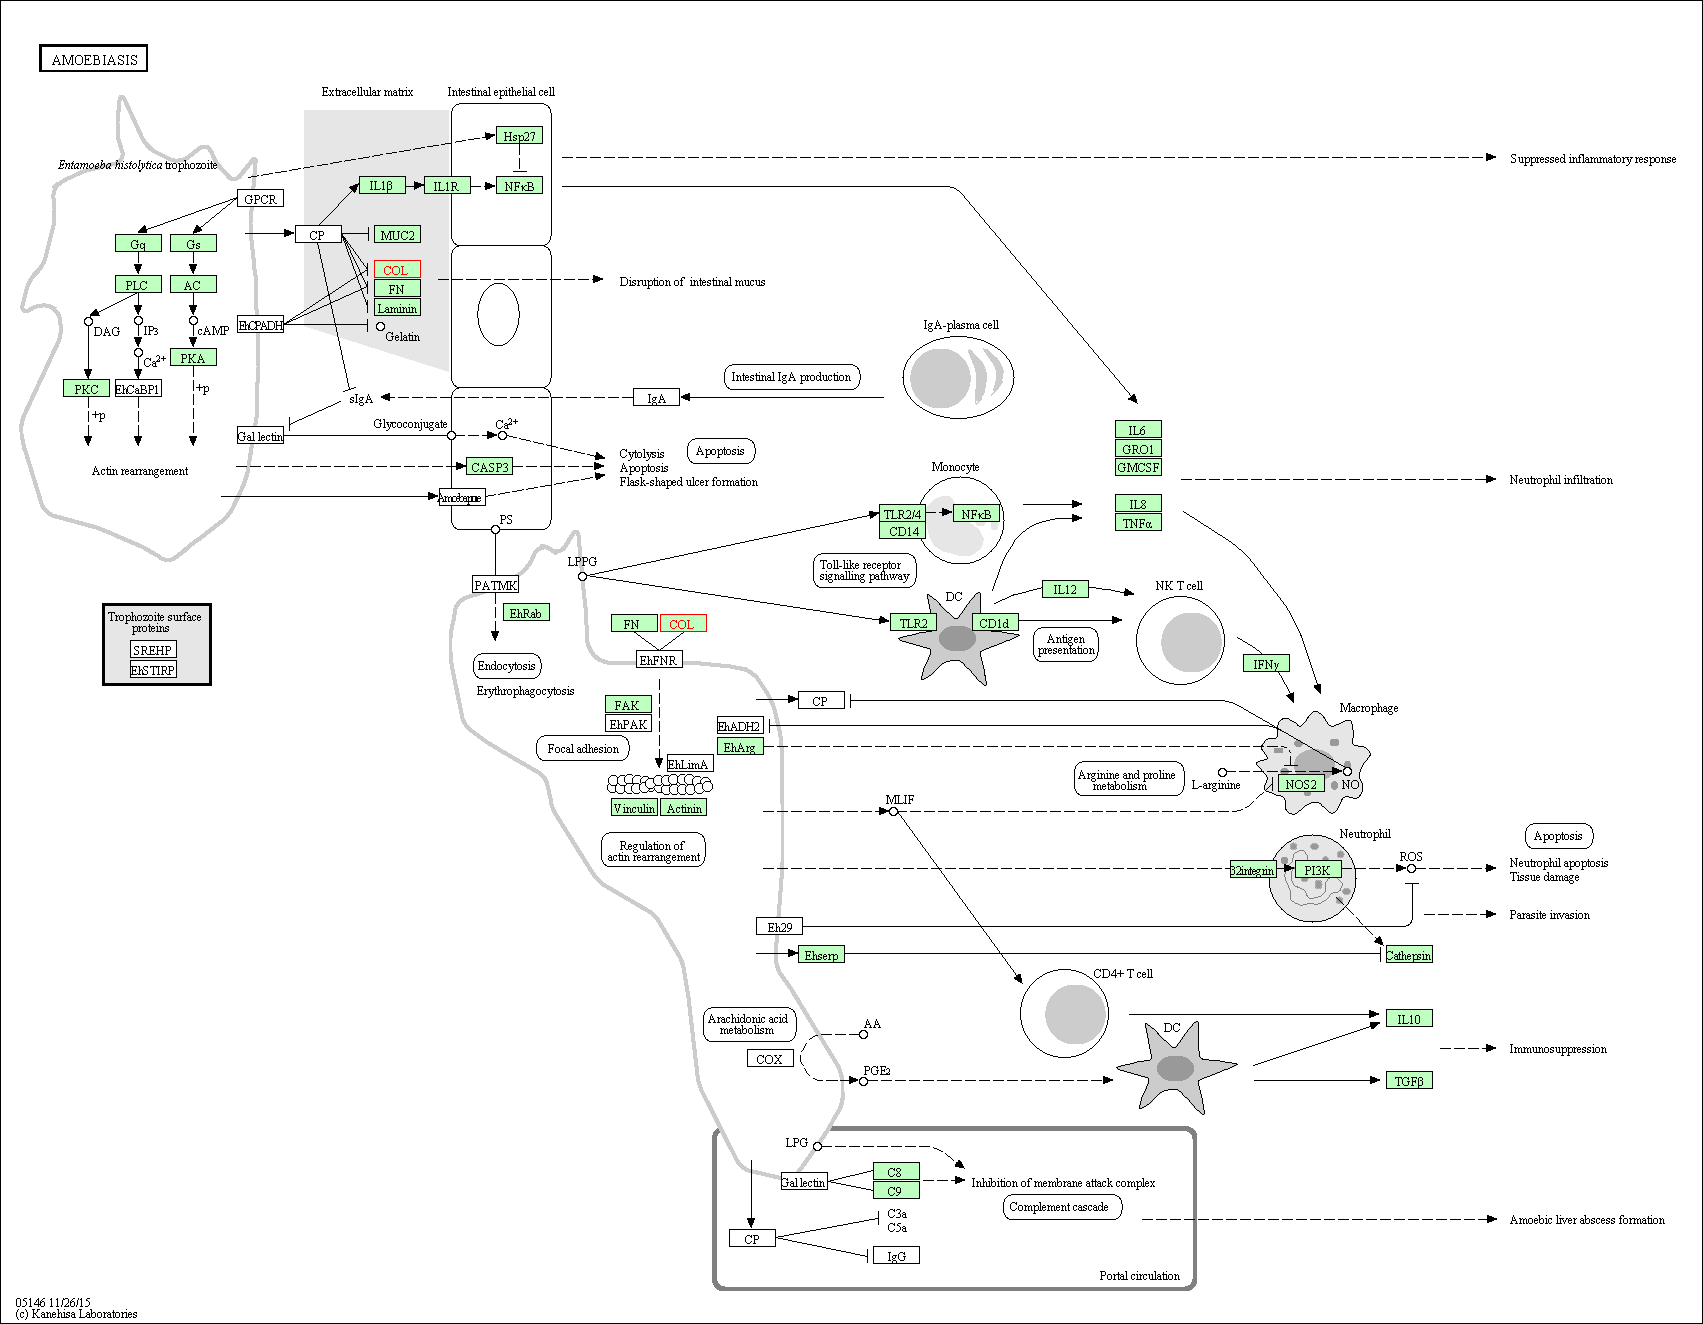 AMOEBIASIS
Extracellular matrix
Intestinal epithelial cell
Hsp27
Entamoeba histolytica trophozoite
Suppressed inflammatory response
IL1β
IL1R
NFκB
GPCR
CP
MUC2
Gq
Gs
COL
FN
Laminin
Disruption of intestinal mucus
PLC
AC
DAG
IP3
cAMP
EhCPADH
Gelatin
IgA-plasma cell
Ca2+
PKA
PKC
EhCaBP1
+p
+p
Intestinal IgA production
sIgA
IgA
Gal lectin
Glycoconjugate
Ca2+
IL6
GRO1
GMCSF
Cytolysis
Apoptosis
Flask-shaped ulcer formation
Apoptosis
Actin rearrangement
CASP3
Monocyte
Neutrophil infiltration
IL8
TNFα
PS
TLR2/4
CD14
NFκB
LPPG
Toll-like receptor
signalling pathway
PATMK
EhRab
DC
IL12
NK T cell
TLR2
CD1d
Antigen
presentation
Trophozoite surface
proteins
SREHP
EhSTIRP
FN
COL
EhFNR
Endocytosis
Erythrophagocytosis
IFNγ
FAK
EhPAK
CP
Macrophage
EhADH2
EhArg
Focal adhesion
EhLimA
Arginine and proline
metabolism
L-arginine
NOS2
NO
Vinculin
Actinin
MLIF
Regulation of
actin rearrangement
Neutrophil
Apoptosis
PI3K
ROS
Neutrophil apoptosis
Tissue damage
Parasite invasion
Eh29
Ehserp
Cathepsin
CD4+ T cell
Arachidonic acid
metabolism
AA
COX
PGE2
DC
IL10
Immunosuppression
TGFβ
LPG
Gal lectin
C8
C9
Inhibition of membrane attack complex
Complement cascade
C3a
C5a
CP
IgG
Amoebic liver abscess formation
Portal circulation
05146 11/26/15
(c) Kanehisa Laboratories